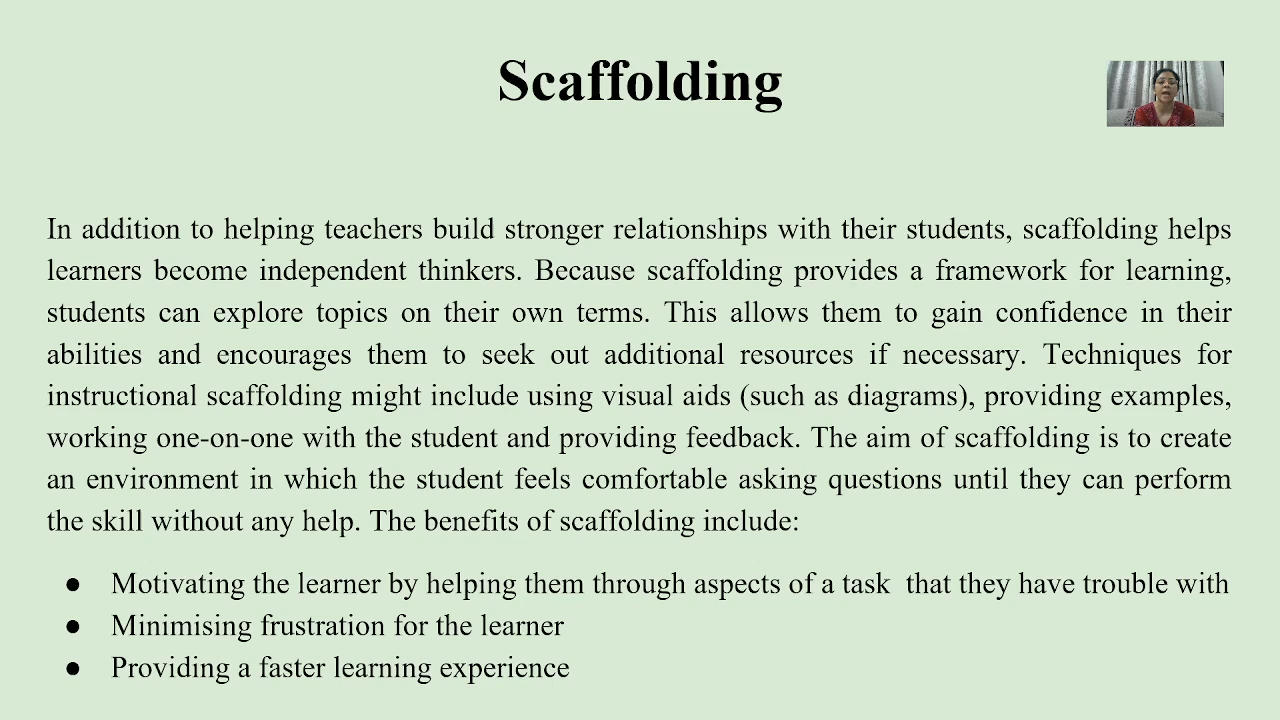 Scaffolding
In addition to helping teachers build stronger relationships with their students, scaffolding helps
learners become independent thinkers. Because scaffolding provides a framework for learning,
students can explore topics on their own terms. This allows them to gain confidence in their
abilities and encourages them to seek out additional resources if necessary. Techniques for
instructional scaffolding might include using visual aids (such as diagrams), providing examples,
working one-on-one with the student and providing feedback. The aim of scaffolding is to create
an environment in which the student feels comfortable asking questions until they can perform
the skill without any help. The benefits of scaffolding include:
● Motivating the learner by helping them through aspects of a task  that they have trouble with
● Minimising frustration for the learner
● Providing a faster learning experience